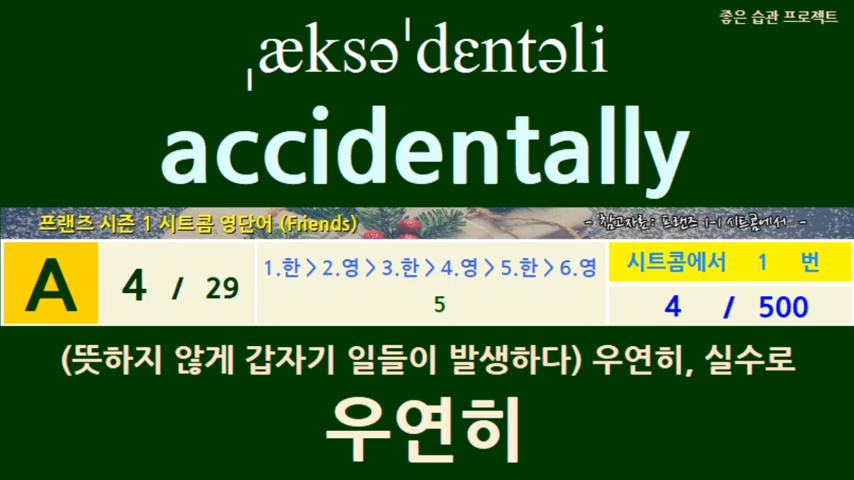 좋은 습관 프로젝트
ˌæksəˈdɛntəli
accidentally
프랜즈 시즌 1 시트콤 영단어 (Friends)
- 참고자료: 프랜즈 1-1 시트콤에서 -
A
4 / 29
1.한 > 2.영 > 3.한 > 4.영 > 5.한 > 6.영
5
시트콤에서 1 번
4 / 500
(뜻하지 않게 갑자기 일들이 발생하다) 우연히, 실수로
우연히